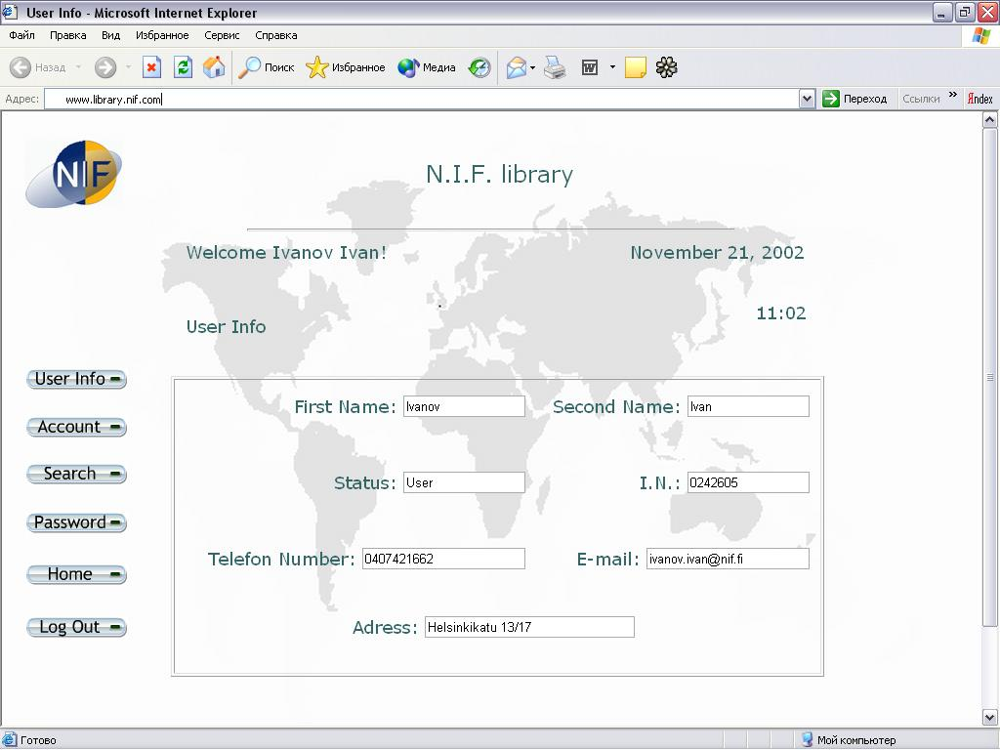 User Info - Microsoft Internet Explorer
Файл Правка Вид Избранное Сервис Справка
Назад Поиск Избранное Медиа
Адрес: www.library.nif.com Переход Ссылки » Яndex
NIF
N.I.F. library
Welcome Ivanov Ivan! November 21, 2002
11:02
User Info
User Info
Account
Search
Password
Home
Log Out
First Name: Ivanov Second Name: Ivan
Status: User I.N.: 0242605
Telefon Number: 0407421662 E-mail: ivanov.ivan@nif.fi
Adress: Helsinkikatu 13/17
Готово Мой компьютер